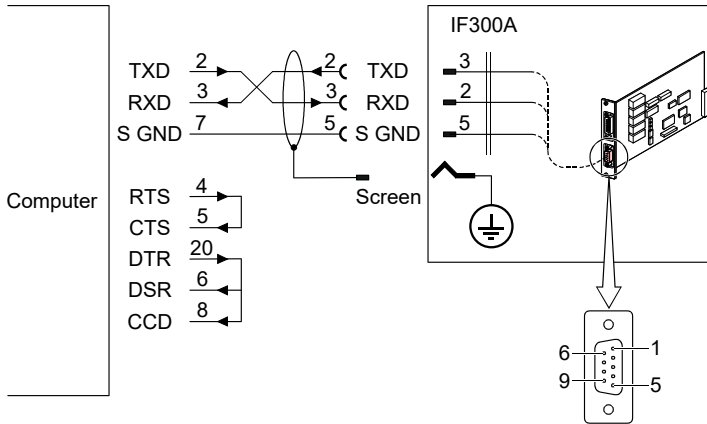 IF300A
TXD 2 2 TXD 3
RXD 3 3 RXD 2
S GND 7 5 S GND 5
Screen
RTS 4
Computer
CTS 5
DTR 20
DSR 6
CCD 8
6 1
9 5